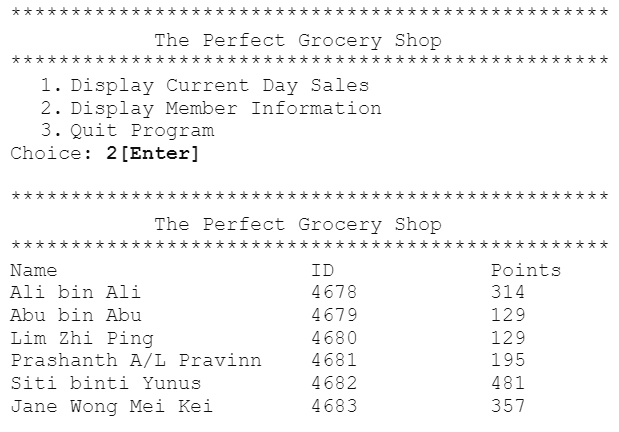 **************************************************
The Perfect Grocery Shop
**************************************************
1. Display Current Day Sales
2. Display Member Information
3. Quit Program
Choice: 2[Enter]
**************************************************
The Perfect Grocery Shop
**************************************************
Name ID Points
Ali bin Ali 4678 314
Abu bin Abu 4679 129
Lim Zhi Ping 4680 129
Prashanth A/L Pravinn 4681 195
Siti binti Yunus 4682 481
Jane Wong Mei Kei 4683 357